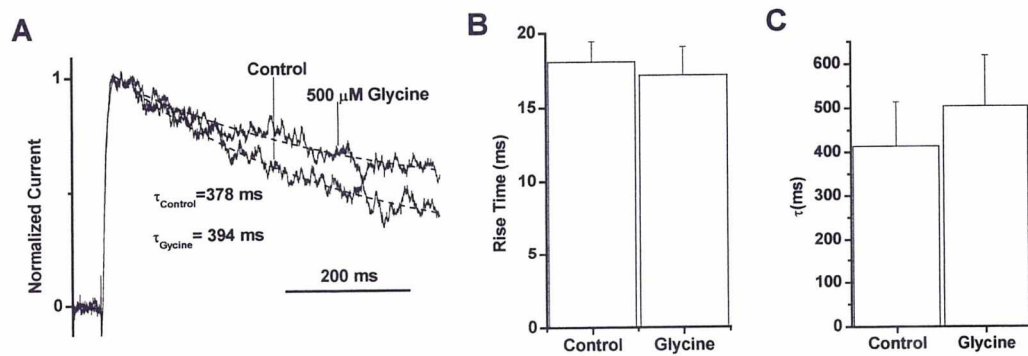 A
Control
500 µM Glycine
1
0
Normalized Current
τControl=378 ms
τGycine= 394 ms
200 ms
B
20
15
10
5
0
Rise Time (ms)
Control
Glycine
C
600
500
400
300
200
100
0
τ(ms)
Control
Glycine